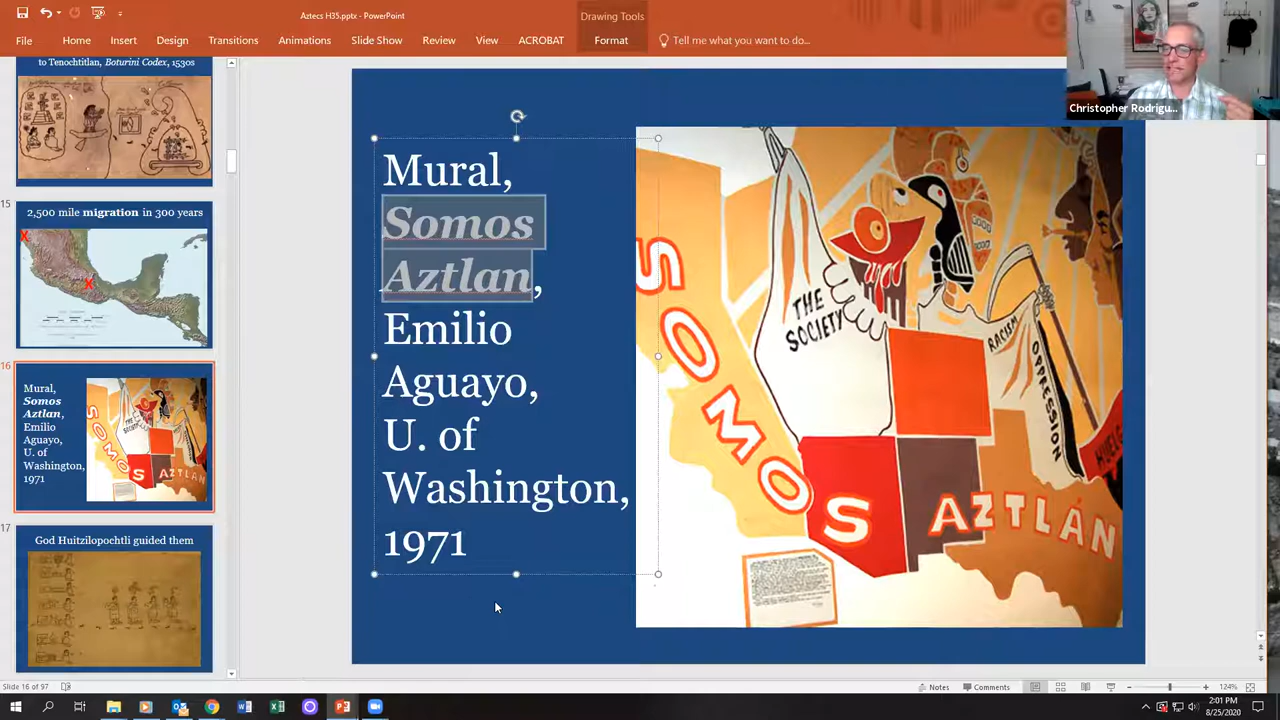 Aztecs H35.pptx - PowerPoint
Drawing Tools
File Home Insert Design Transitions Animations Slide Show Review View ACROBAT Format Tell me what you want to do...
Christopher Rodrigu...
to Tenochtitlan, Boturini Codex, 1530s
15
2,500 mile migration in 300 years
X
X
16
Mural,
Somos
Aztlan,
Emilio
Aguayo,
U. of
Washington,
1971
THE
SOCIETY
SOMOS AZTLÁN
17
God Huitzilopochtli guided them
Mural,
Somos
Aztlan,
Emilio
Aguayo,
U. of
Washington,
1971
THE
SOCIETY
RACISM
OPPRESSION
SOMOS AZTLÁN
Slide 16 of 97
Notes Comments 124%
2:01 PM
8/25/2020